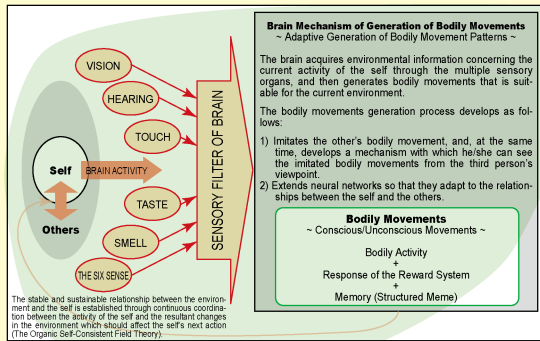 Brain Mechanism of Generation of Bodily Movements
~ Adaptive Generation of Bodily Movement Patterns ~
The brain acquires environmental information concerning the
current activity of the self through the multiple sensory
organs, and then generates bodily movements that is suit-
able for the current environment.
The bodily movements generation process develops as fol-
lows:
1) Imitates the other's bodily movement, and, at the same
time, develops a mechanism with which he/she can see
the imitated bodily movements from the third person's
viewpoint.
2) Extends neural networks so that they adapt to the relation-
ships between the self and the others.
Bodily Movements
~ Conscious/Unconscious Movements ~
Bodily Activity
+
Response of the Reward System
+
Memory (Structured Meme)
VISION
HEARING
TOUCH
TASTE
SMELL
THE SIX SENSE
SENSORY FILTER OF BRAIN
Self
BRAIN ACTIVITY
Others
The stable and sustainable relationship between the environ-
ment and the self is established through continuous coordina-
tion between the activity of the self and the resultant changes
in the environment which should affect the self's next action
(The Organic Self-Consistent Field Theory).